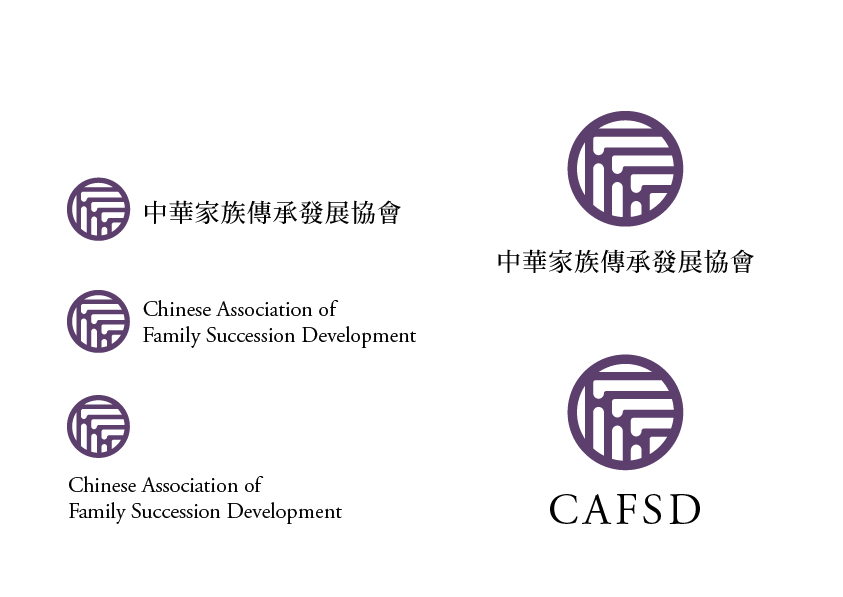 中華家族傳承發展協會
Chinese Association of
Family Succession Development
Chinese Association of
Family Succession Development
中華家族傳承發展協會
CAFSD